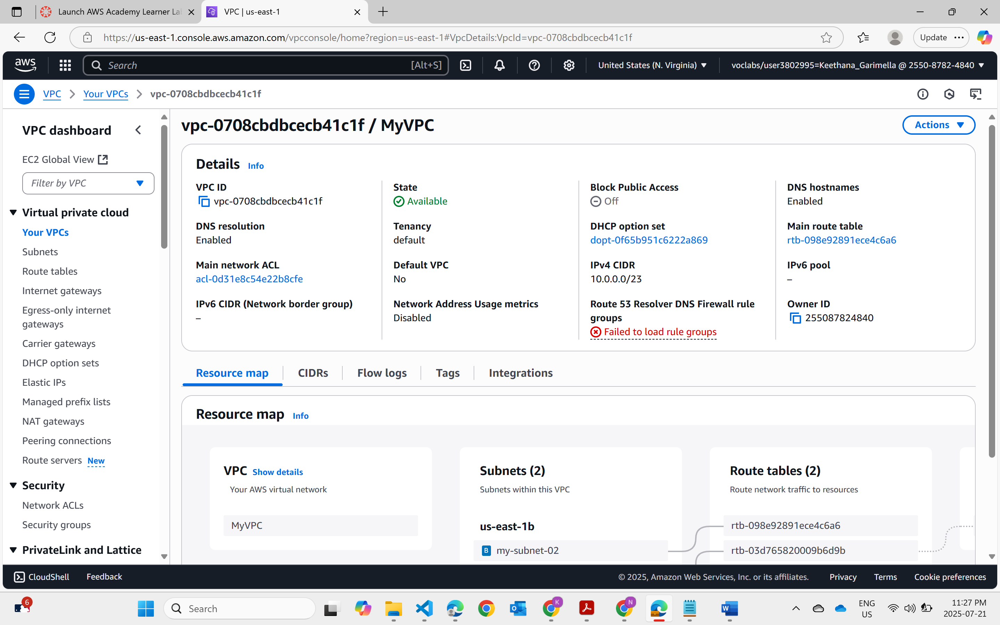 Launch AWS Academy Learner La
VPC | us-east-1
https://us-east-1.console.aws.amazon.com/vpcconsole/home?region=us-east-1#VpcDetails:VpcId=vpc-0708cbdbcecb41c1f
Update
aws
Search
[Alt+S]
United States (N. Virginia)
voclabs/user3802995=Keethana_Garimella @ 2550-8782-4840
VPC
Your VPCs
vpc-0708cbdbcecb41c1f
VPC dashboard
EC2 Global View
Filter by VPC
Virtual private cloud
Your VPCs
Subnets
Route tables
Internet gateways
Egress-only internet
gateways
Carrier gateways
DHCP option sets
Elastic IPs
Managed prefix lists
NAT gateways
Peering connections
Route servers New
Security
Network ACLs
Security groups
PrivateLink and Lattice
vpc-0708cbdbcecb41c1f / MyVPC
Actions
Details Info
VPC ID
vpc-0708cbdbcecb41c1f
State
Available
Block Public Access
Off
DNS hostnames
Enabled
DNS resolution
Enabled
Tenancy
default
DHCP option set
dopt-0f65b951c6222a869
Main route table
rtb-098e92891ece4c6a6
Main network ACL
acl-0d31e8c54e22b8cfe
Default VPC
No
IPv4 CIDR
10.0.0.0/23
IPv6 pool
–
IPv6 CIDR (Network border group)
–
Network Address Usage metrics
Disabled
Route 53 Resolver DNS Firewall rule
groups
Failed to load rule groups
Owner ID
255087824840
Resource map
CIDRs
Flow logs
Tags
Integrations
Resource map Info
VPC Show details
Your AWS virtual network
MyVPC
Subnets (2)
Subnets within this VPC
us-east-1b
B my-subnet-02
Route tables (2)
Route network traffic to resources
rtb-098e92891ece4c6a6
rtb-03d765820009b6d9b
CloudShell
Feedback
© 2025, Amazon Web Services, Inc. or its affiliates.
Privacy
Terms
Cookie preferences
6
Search
K
N
ENG
US
11:27 PM
2025-07-21